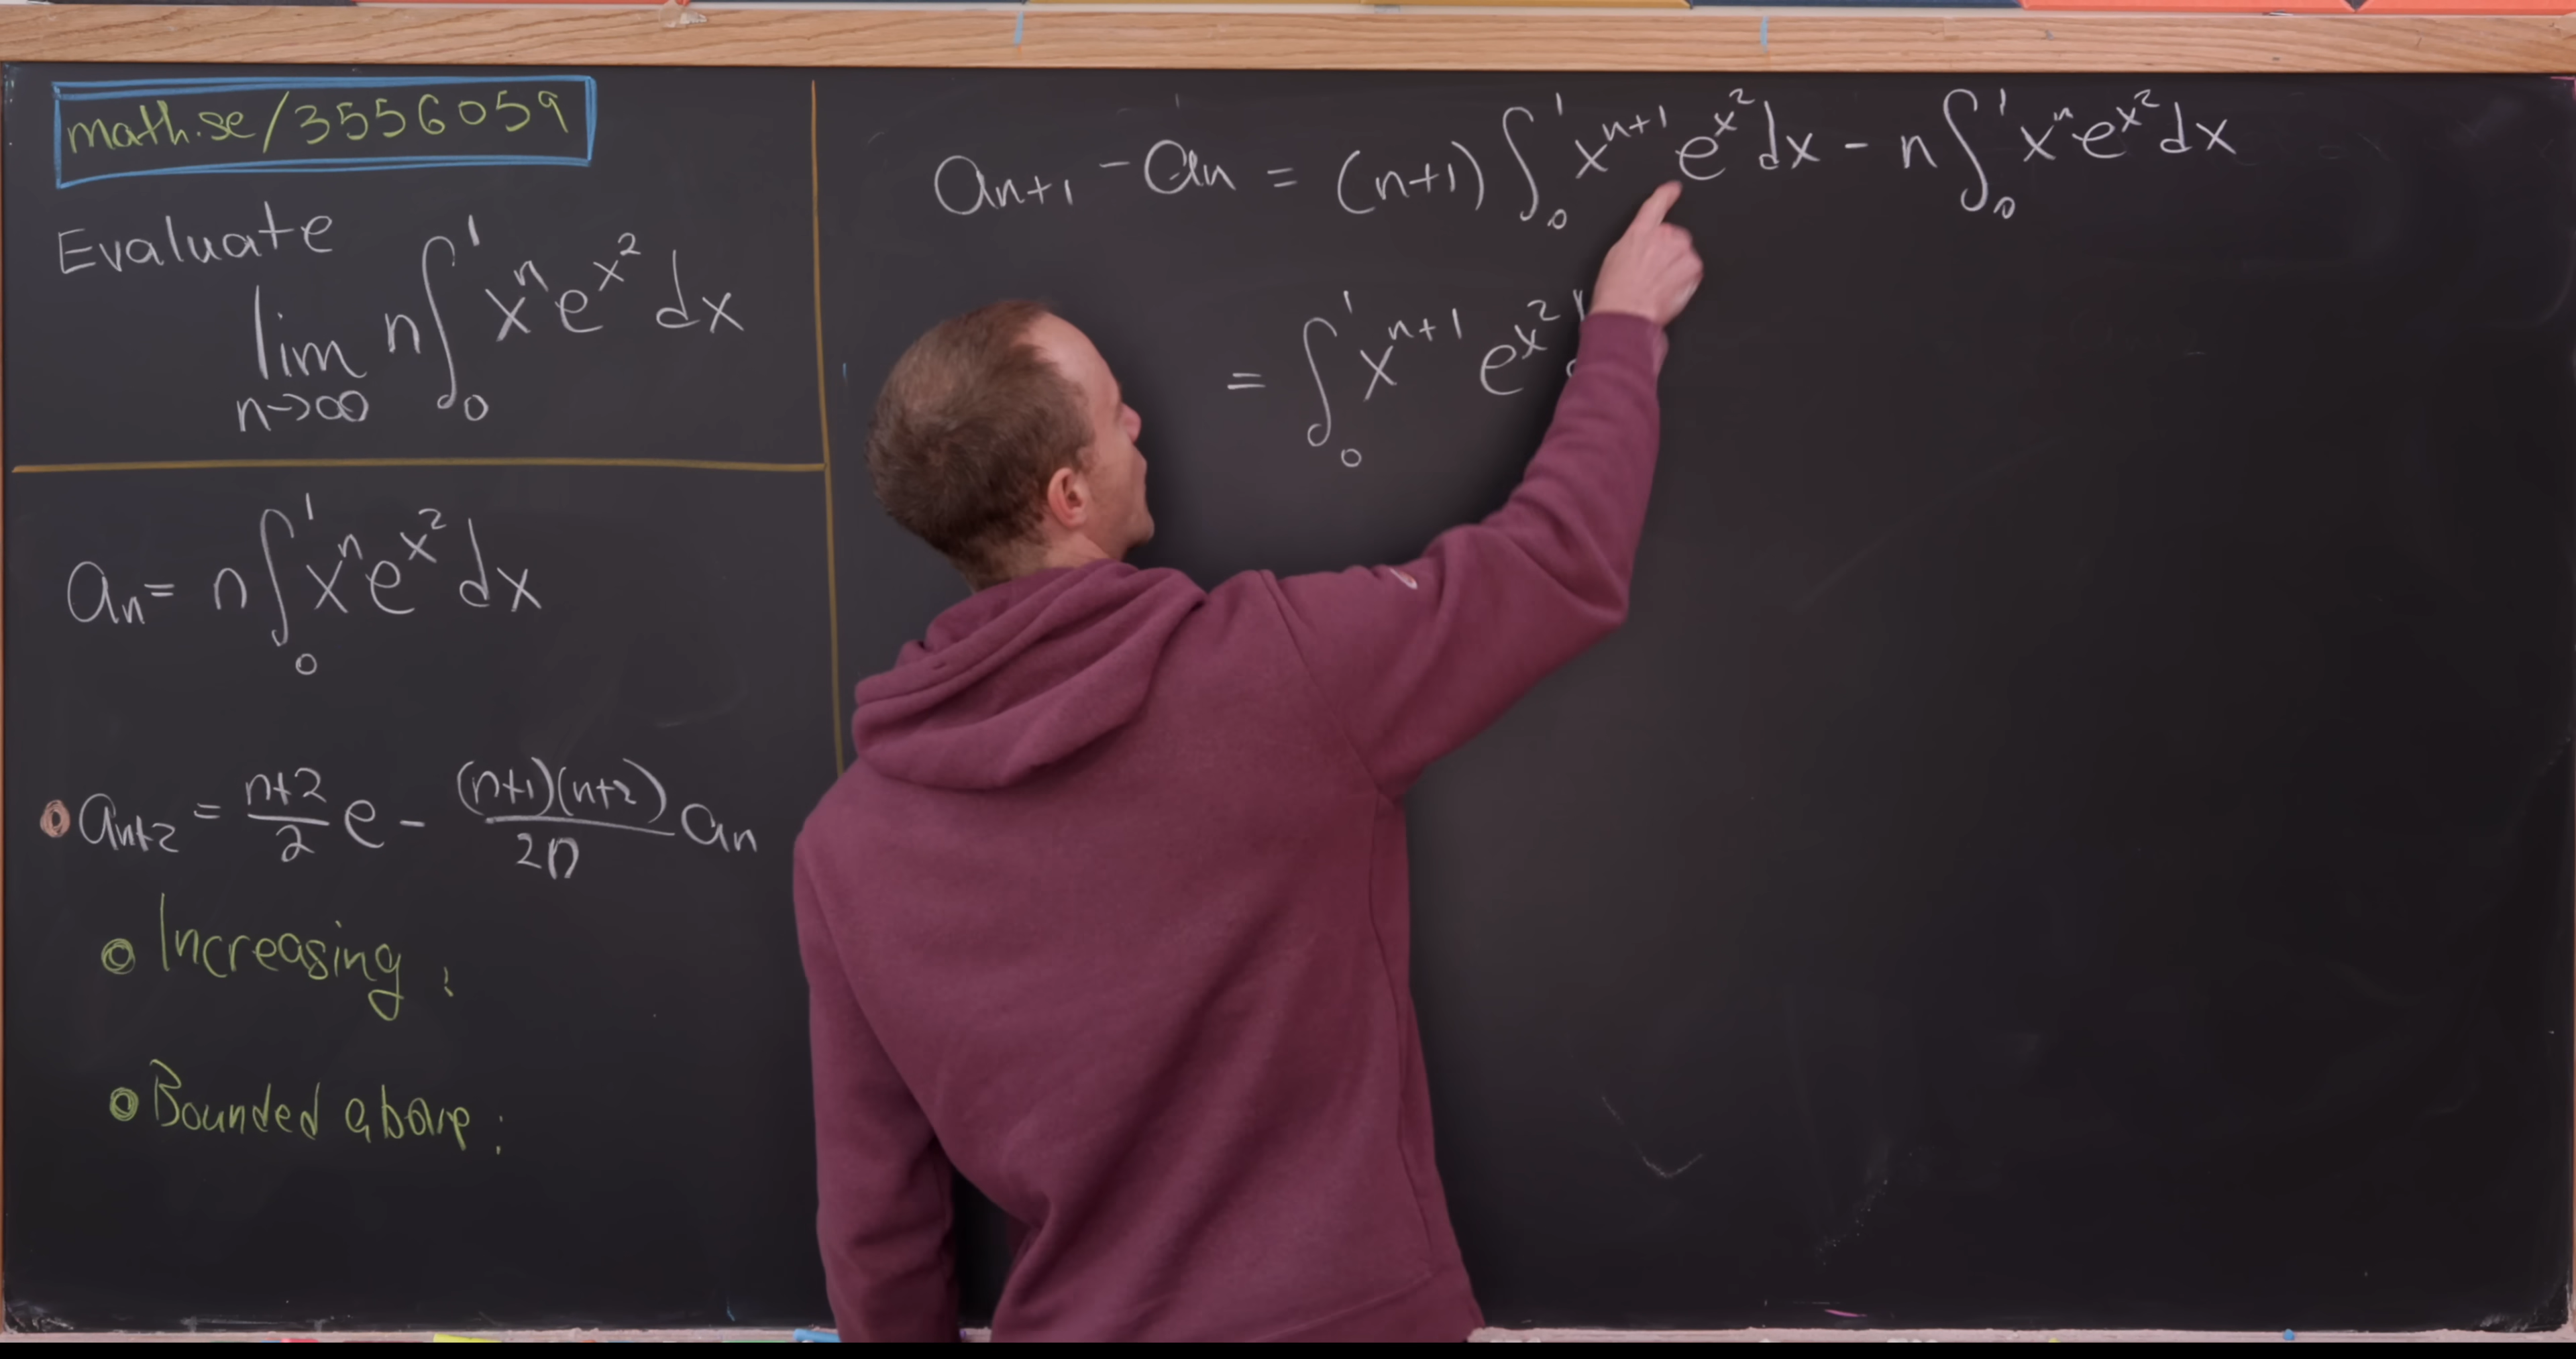 math.se/3556059
Evaluate
lim n→∞ n∫₀¹ xⁿ e^{x²} dx
aₙ = n∫₀¹ xⁿ e^{x²} dx
aₙ₊₂ = (n+2)/2 e − (n+1)(n+2)/(2n) aₙ
Increasing :
Bounded above :
aₙ₊₁ − aₙ = (n+1) ∫₀¹ x^{n+1} e^{x²} dx − n∫₀¹ xⁿ e^{x²} dx
= ∫₀¹ x^{n+1} e^{x²}